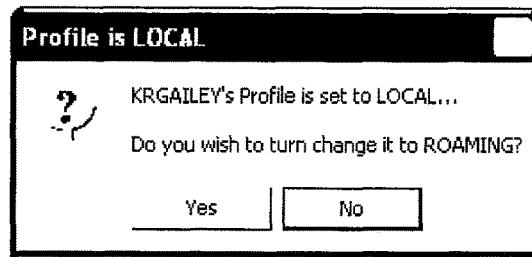 Profile is LOCAL
KRGAILEY's Profile is set to LOCAL...
Do you wish to turn change it to ROAMING?
Yes
No